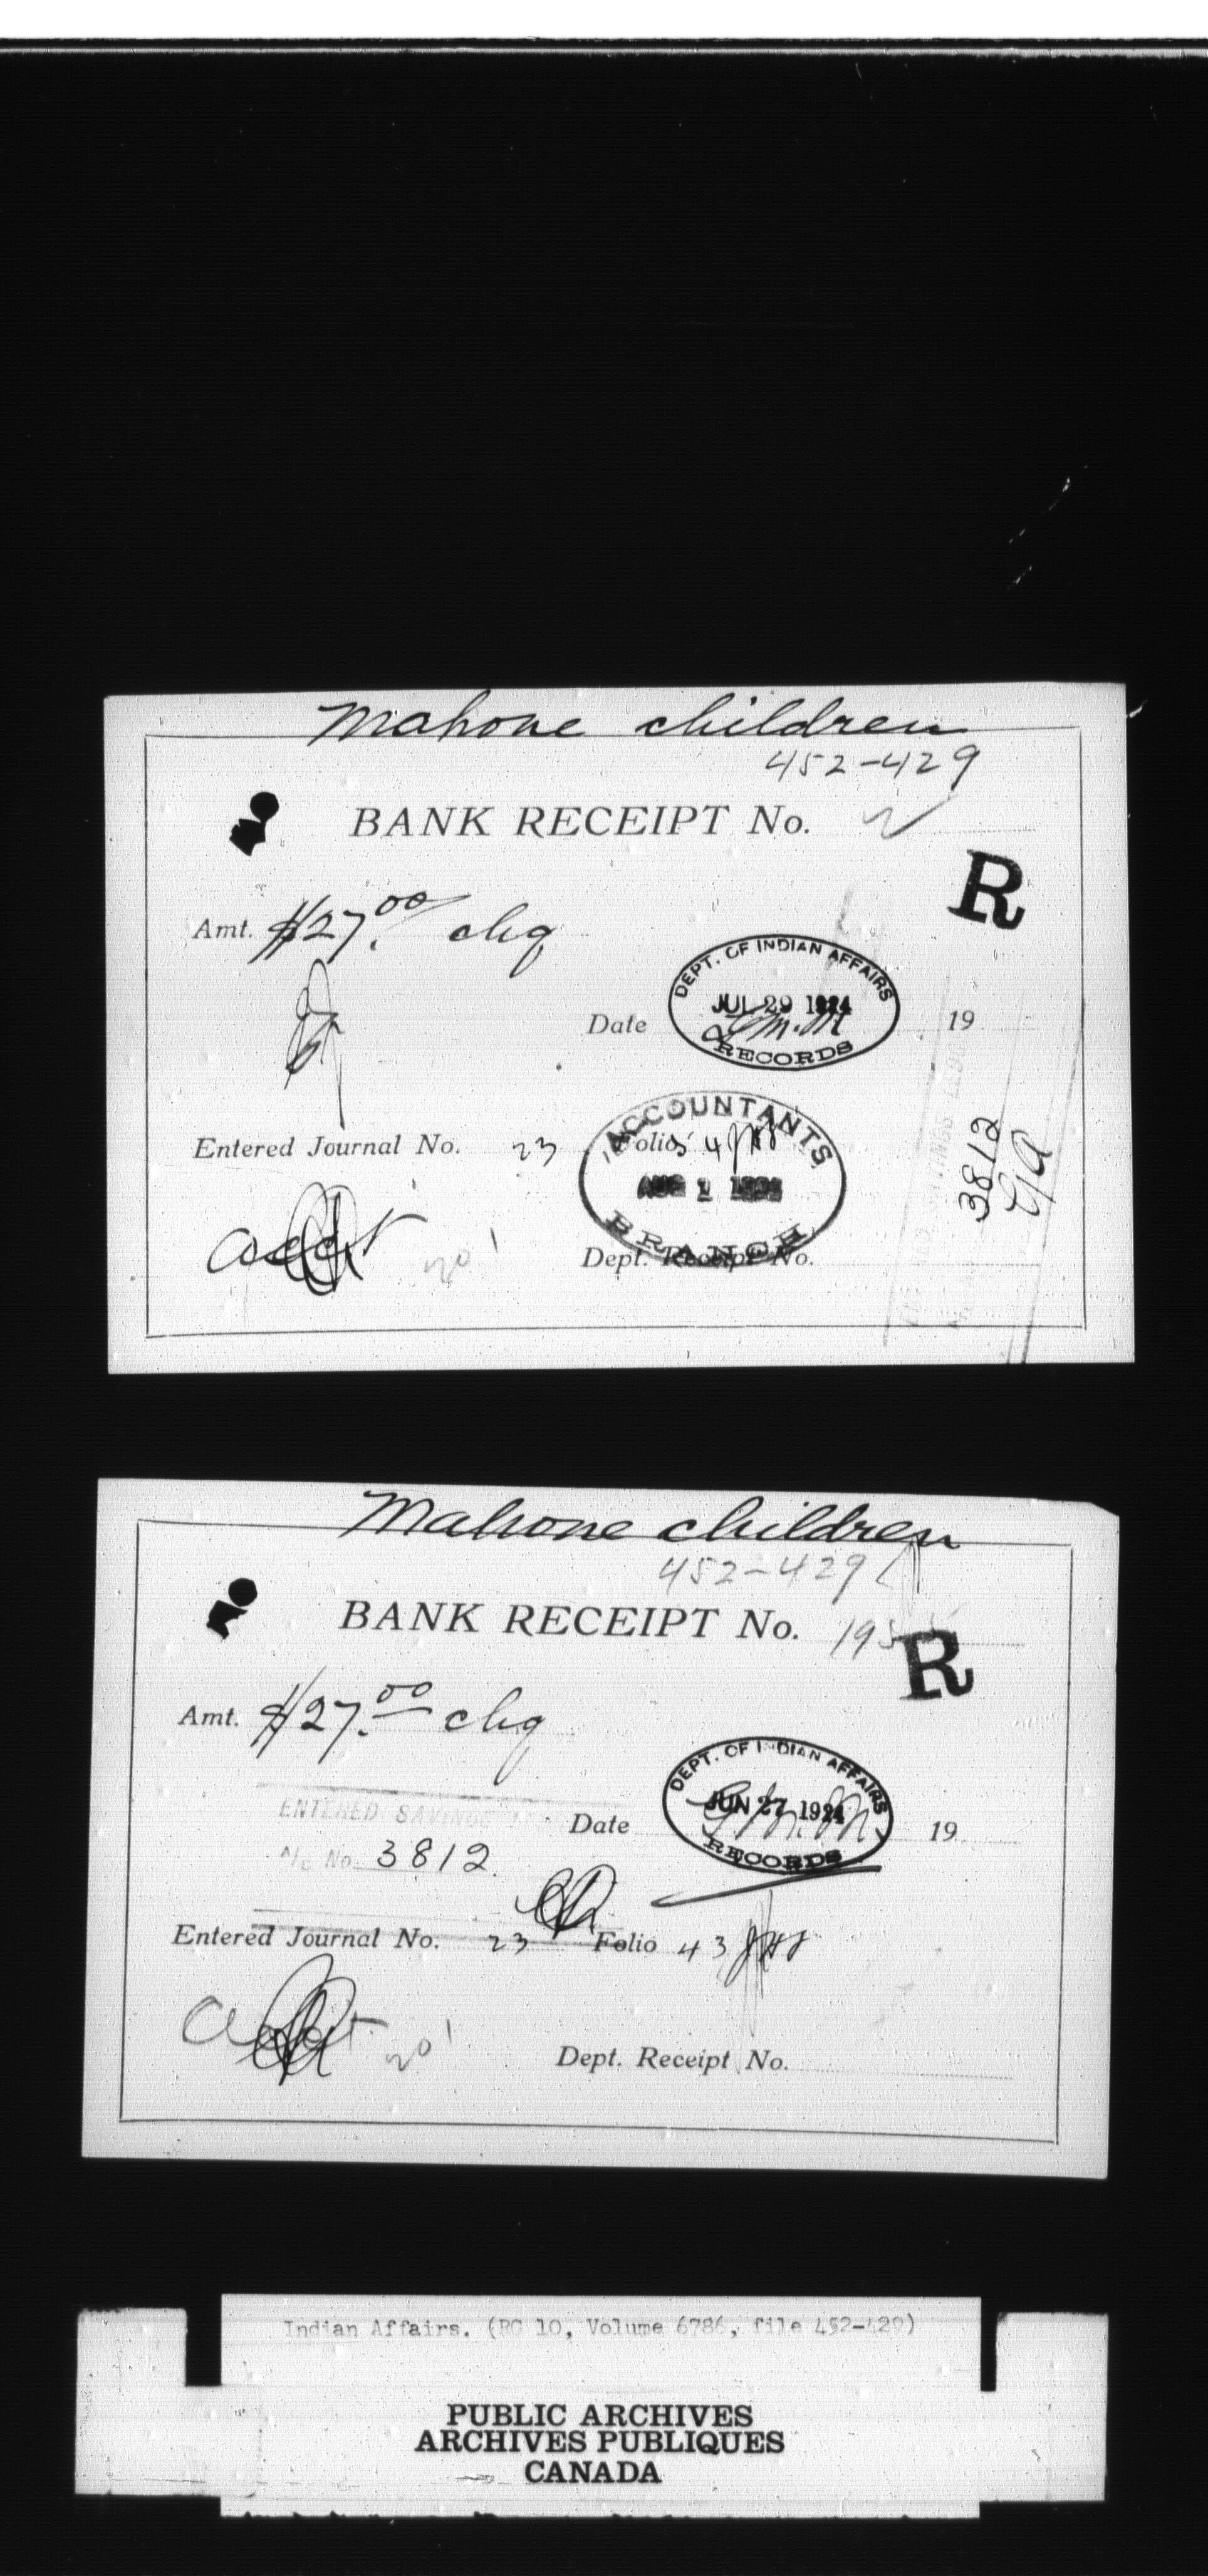 Mahone children
452-429
BANK RECEIPT No.
R
Amt. $27.00 chq
DEPT. OF INDIAN AFFAIRS
JUL 29 1924
RECORDS
Date 19
ACCOUNTANTS
Entered Journal No. 23 Folio
AUG 1
BRANCH
3812
Dept. Receipt No.
Mahone children
452-429
BANK RECEIPT No.
R
Amt. $27.00 chq
DEPT. OF INDIAN AFFAIRS
JUN 27 1924
RECORDS
ENTERED SAVINGS
Date 19
A/c No. 3812
Entered Journal No. 23 Folio 43
Dept. Receipt No.
Indian Affairs. (RG 10, Volume 6786, file 452-429)
PUBLIC ARCHIVES
ARCHIVES PUBLIQUES
CANADA